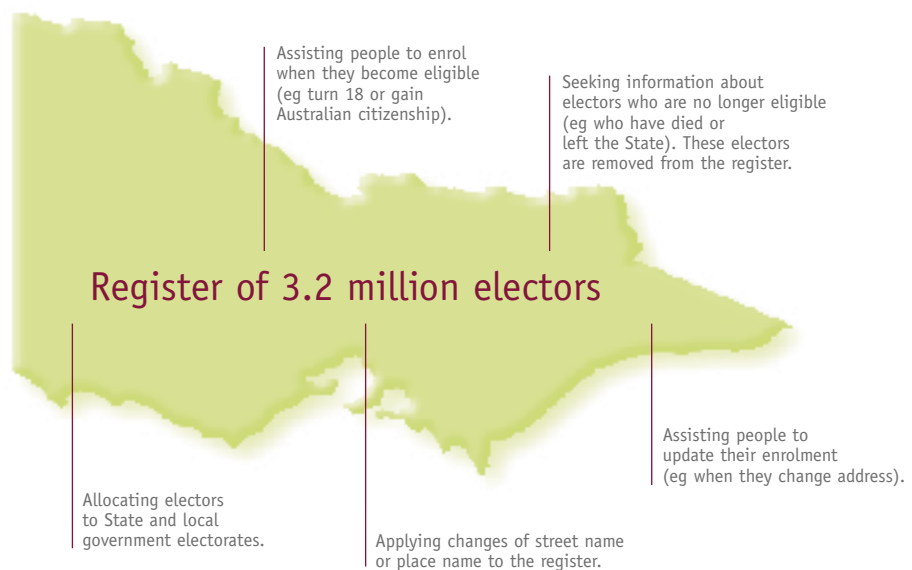 Assisting people to enrol
when they become eligible
(eg turn 18 or gain
Australian citizenship).
Seeking information about
electors who are no longer eligible
(eg who have died or
left the State). These electors
are removed from the register.
Register of 3.2 million electors
Allocating electors
to State and local
government electorates.
Applying changes of street name
or place name to the register.
Assisting people to
update their enrolment
(eg when they change address).